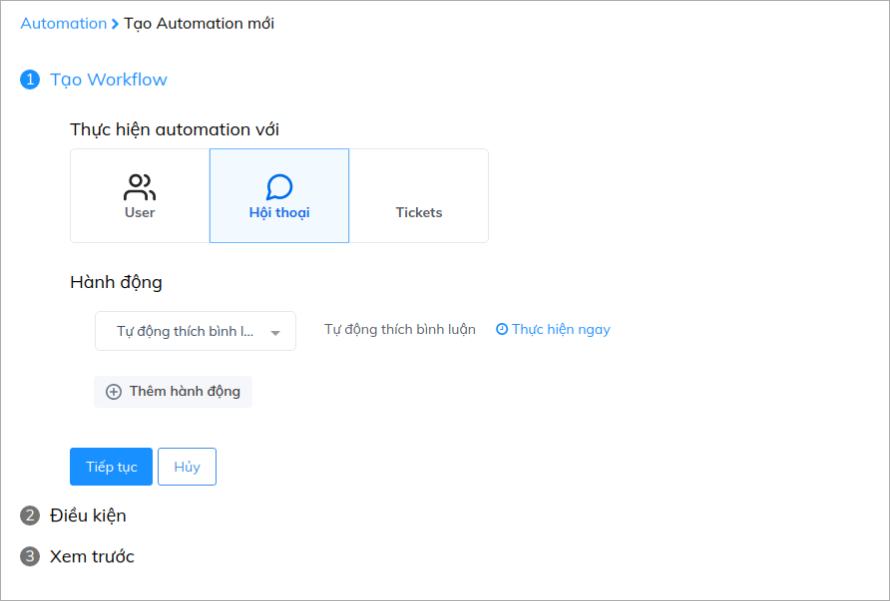 Automation > Tạo Automation mới
1 Tạo Workflow
Thực hiện automation với
User Hội thoại Tickets
Hành động
Tự động thích bình l... Tự động thích bình luận Thực hiện ngay
Thêm hành động
Tiếp tục Hủy
2 Điều kiện
3 Xem trước